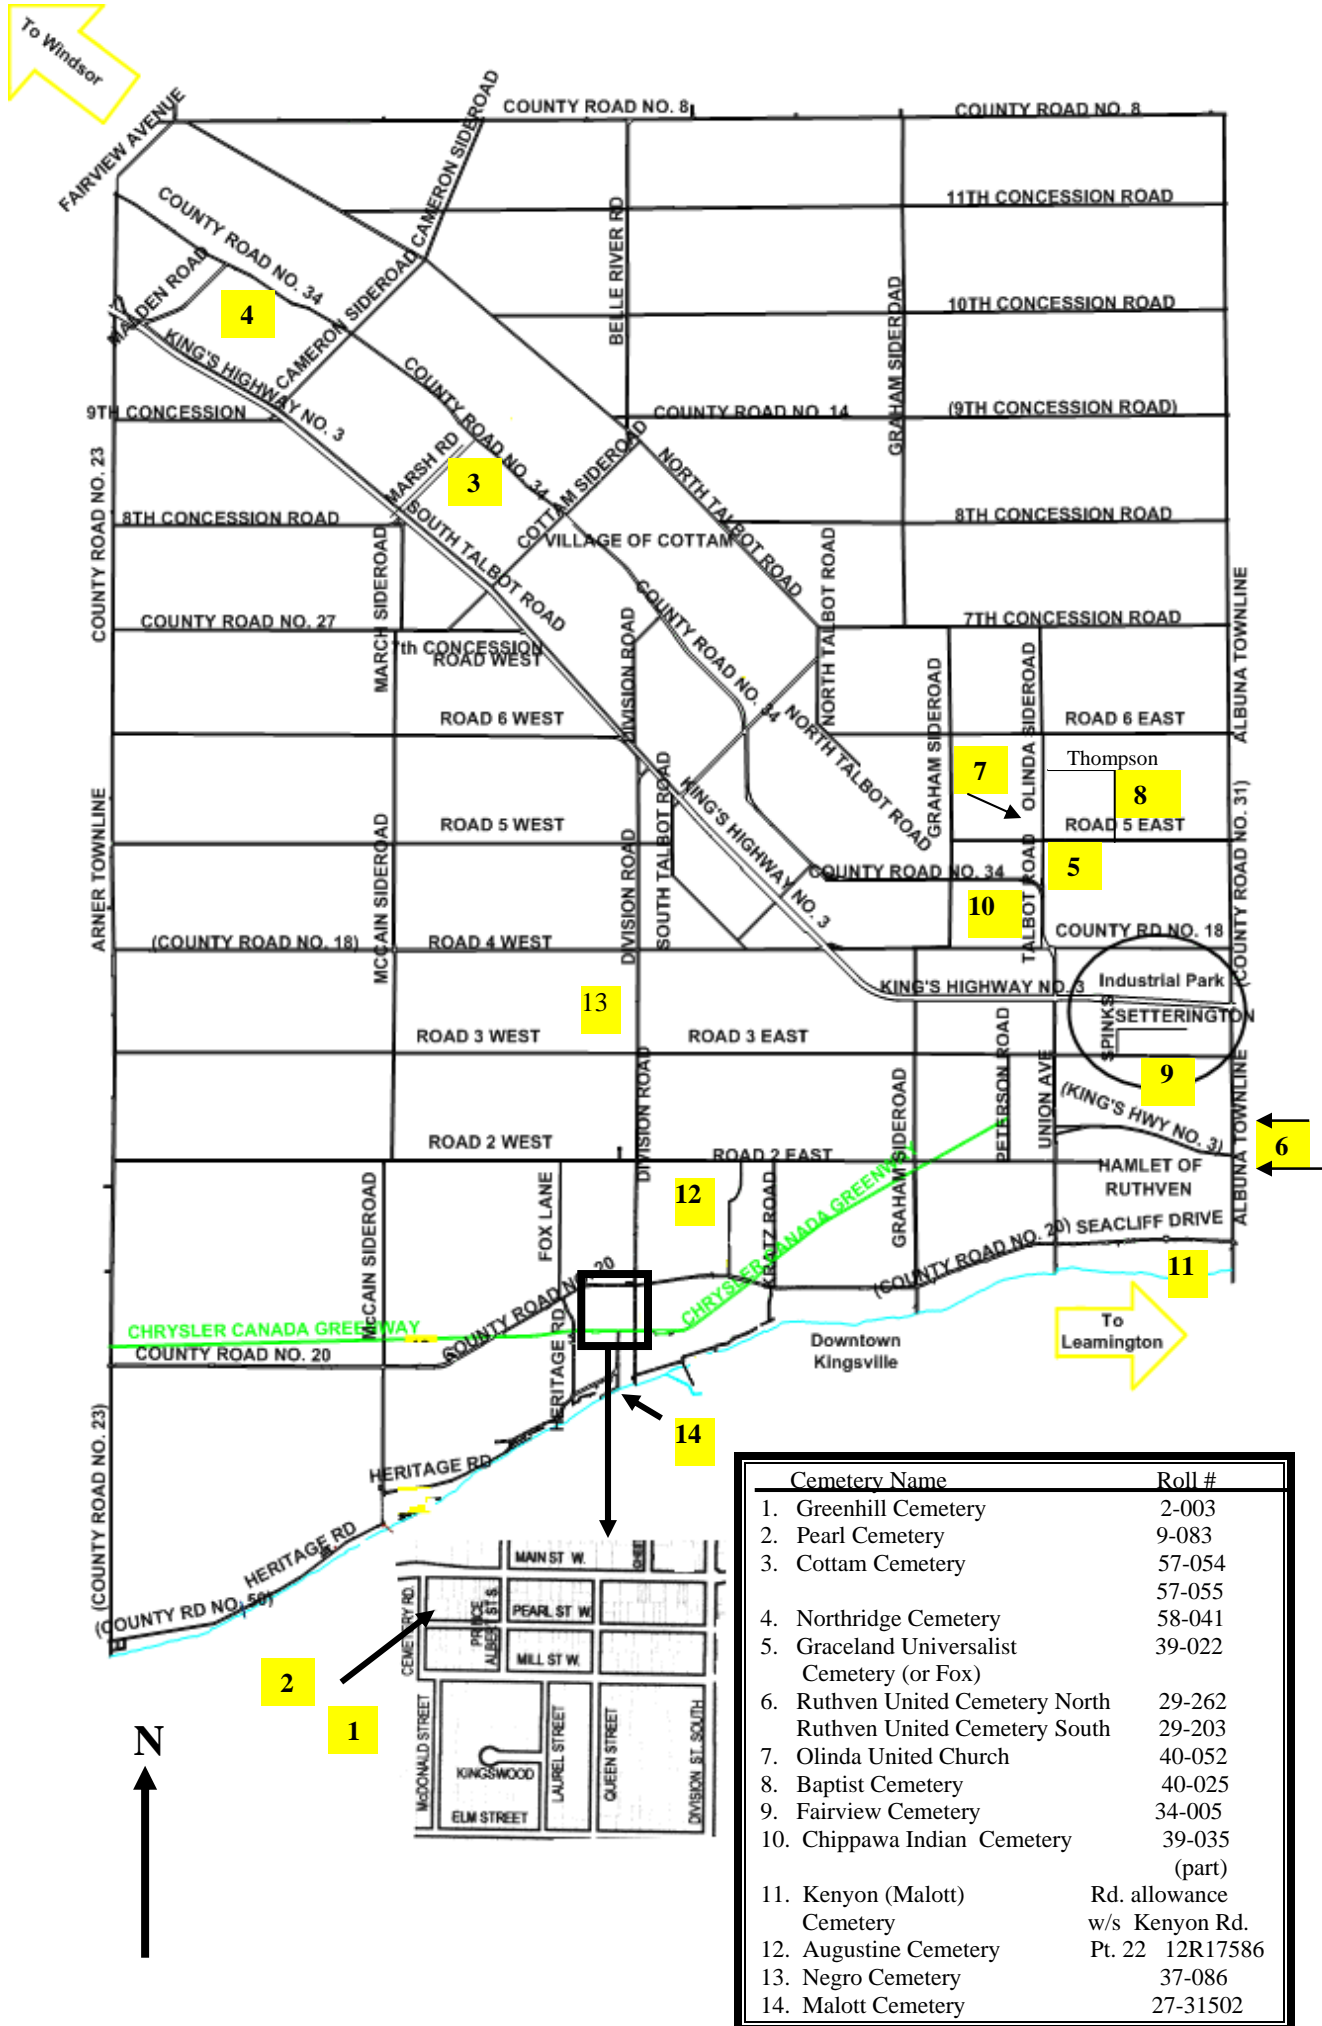 To Windsor
FAIRVIEW AVENUE
COUNTY ROAD NO. 8
COUNTY ROAD NO. 8
CAMERON SIDEROAD
11TH CONCESSION ROAD
COUNTY ROAD NO. 34
BELLE RIVER RD
MALDEN ROAD
4
CAMERON SIDEROAD
10TH CONCESSION ROAD
GRAHAM SIDEROAD
KING'S HIGHWAY NO. 3
COUNTY ROAD NO. 34
9TH CONCESSION
COUNTY ROAD NO. 14
(9TH CONCESSION ROAD)
COUNTY ROAD NO. 23
MARSH RD
3
COTTAM SIDEROAD
NORTH TALBOT ROAD
8TH CONCESSION ROAD
SOUTH TALBOT ROAD
8TH CONCESSION ROAD
VILLAGE OF COTTAM
MARCH SIDEROAD
NORTH TALBOT ROAD
ALBUNA TOWNLINE
COUNTY ROAD NO. 27
7th CONCESSION
ROAD WEST
DIVISION ROAD
COUNTY ROAD NO. 34
7TH CONCESSION ROAD
GRAHAM SIDEROAD
OLINDA SIDEROAD
ROAD 6 WEST
NORTH TALBOT ROAD
ROAD 6 EAST
Thompson
7
8
ARNER TOWNLINE
MCCAIN SIDEROAD
ROAD 5 WEST
DIVISION ROAD
SOUTH TALBOT ROAD
KING'S HIGHWAY NO. 3
ROAD 5 EAST
TALBOT ROAD
5
COUNTY ROAD NO. 34
10
(COUNTY ROAD NO. 31)
(COUNTY ROAD NO. 18)
ROAD 4 WEST
COUNTY RD NO. 18
KING'S HIGHWAY NO. 3
Industrial Park
13
SPINKS
SETTERINGTON
ROAD 3 WEST
ROAD 3 EAST
PETERSON ROAD
UNION AVE
9
DIVISION ROAD
GRAHAM SIDEROAD
(KING'S HWY NO. 3)
ALBUNA TOWNLINE
6
ROAD 2 WEST
ROAD 2 EAST
HAMLET OF
RUTHVEN
McCAIN SIDEROAD
FOX LANE
12
KRATZ ROAD
CHRYSLER CANADA GREENWAY
(COUNTY ROAD NO. 20)
SEACLIFF DRIVE
11
CHRYSLER CANADA GREENWAY
COUNTY ROAD NO. 20
COUNTY ROAD NO. 20
HERITAGE RD
Downtown
Kingsville
To
Leamington
14
(COUNTY ROAD NO. 23)
HERITAGE RD
HERITAGE RD
(COUNTY RD NO. 50)
MAIN ST W.
CEMETERY RD.
PRINCE
ALBERT ST S.
PEARL ST W
MILL ST W.
2
1
McDONALD STREET
KINGSWOOD
LAUREL STREET
QUEEN STREET
DIVISION ST. SOUTH
ELM STREET
N
Cemetery Name Roll #
1. Greenhill Cemetery 2-003
2. Pearl Cemetery 9-083
3. Cottam Cemetery 57-054
57-055
4. Northridge Cemetery 58-041
5. Graceland Universalist 39-022
Cemetery (or Fox)
6. Ruthven United Cemetery North 29-262
Ruthven United Cemetery South 29-203
7. Olinda United Church 40-052
8. Baptist Cemetery 40-025
9. Fairview Cemetery 34-005
10. Chippawa Indian Cemetery 39-035
(part)
11. Kenyon (Malott) Rd. allowance
Cemetery w/s Kenyon Rd.
12. Augustine Cemetery Pt. 22 12R17586
13. Negro Cemetery 37-086
14. Malott Cemetery 27-31502